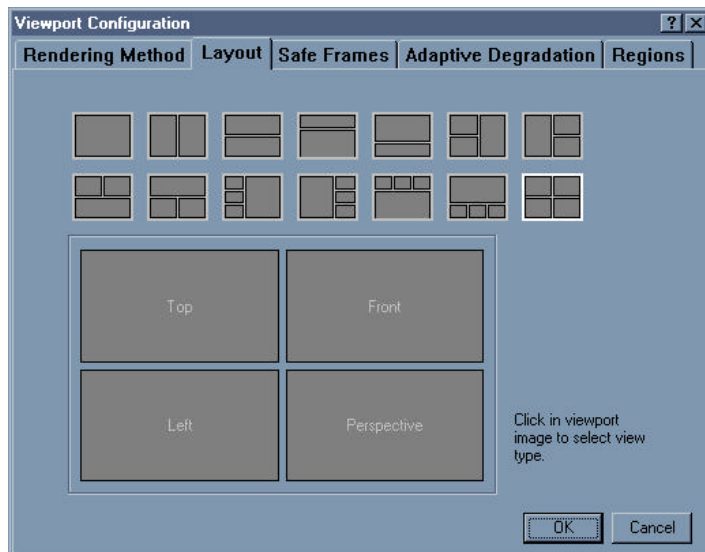 Viewport Configuration
Rendering Method Layout Safe Frames Adaptive Degradation Regions
Top Front
Left Perspective
Click in viewport
image to select view
type.
OK Cancel